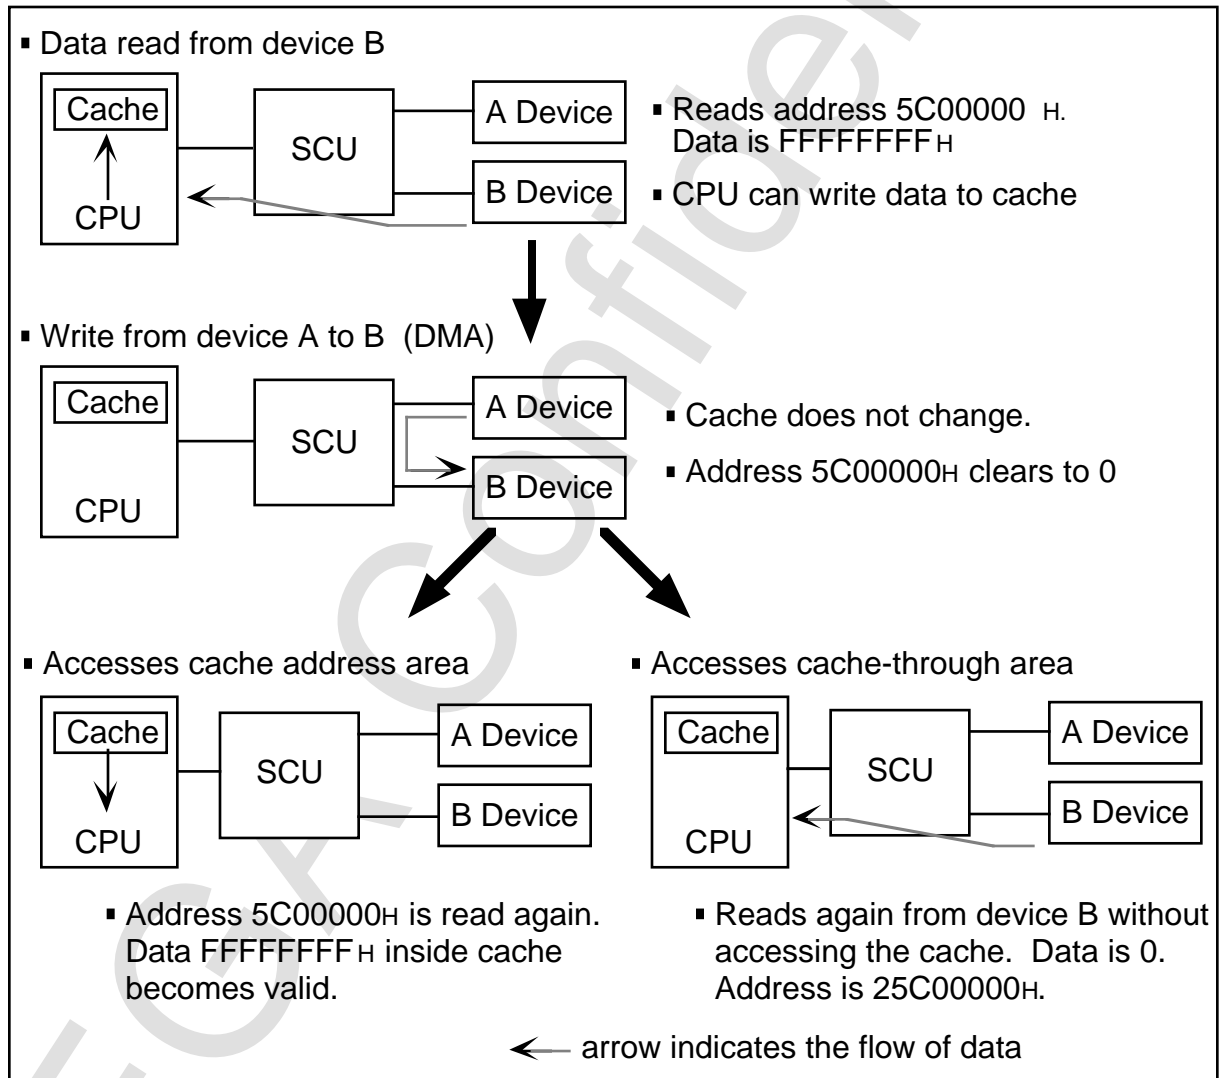 ▪ Data read from device B
Cache
CPU
SCU
A Device
B Device
▪ Reads address 5C00000 H.
Data is FFFFFFFFH
▪ CPU can write data to cache
▪ Write from device A to B (DMA)
Cache
CPU
SCU
A Device
B Device
▪ Cache does not change.
▪ Address 5C00000H clears to 0
▪ Accesses cache address area
Cache
CPU
SCU
A Device
B Device
▪ Address 5C00000H is read again.
Data FFFFFFFFH inside cache
becomes valid.
▪ Accesses cache-through area
Cache
CPU
SCU
A Device
B Device
▪ Reads again from device B without
accessing the cache. Data is 0.
Address is 25C00000H.
arrow indicates the flow of data